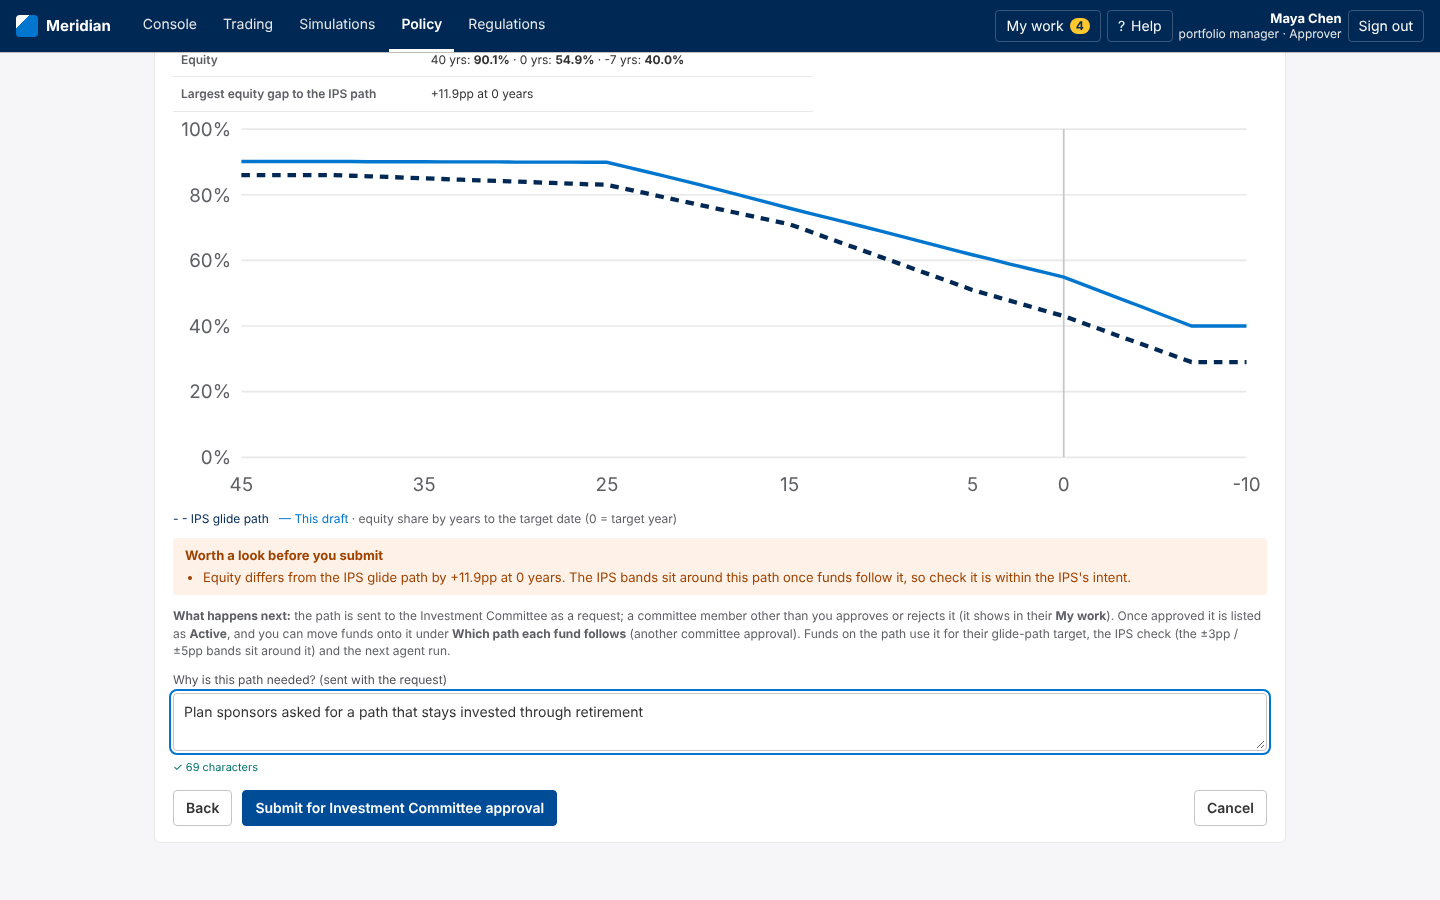 Meridian Console Trading Simulations Policy Regulations My work 4 ? Help Maya Chen Sign out
portfolio manager · Approver
Equity 40 yrs: 90.1% · 0 yrs: 54.9% · -7 yrs: 40.0%
Largest equity gap to the IPS path +11.9pp at 0 years
100%
80%
60%
40%
20%
0%
45 35 25 15 5 0 -10
- - IPS glide path — This draft · equity share by years to the target date (0 = target year)
Worth a look before you submit
• Equity differs from the IPS glide path by +11.9pp at 0 years. The IPS bands sit around this path once funds follow it, so check it is within the IPS's intent.
What happens next: the path is sent to the Investment Committee as a request; a committee member other than you approves or rejects it (it shows in their My work). Once approved it is listed
as Active, and you can move funds onto it under Which path each fund follows (another committee approval). Funds on the path use it for their glide-path target, the IPS check (the ±3pp /
±5pp bands sit around it) and the next agent run.
Why is this path needed? (sent with the request)
Plan sponsors asked for a path that stays invested through retirement
✓ 69 characters
Back Submit for Investment Committee approval Cancel